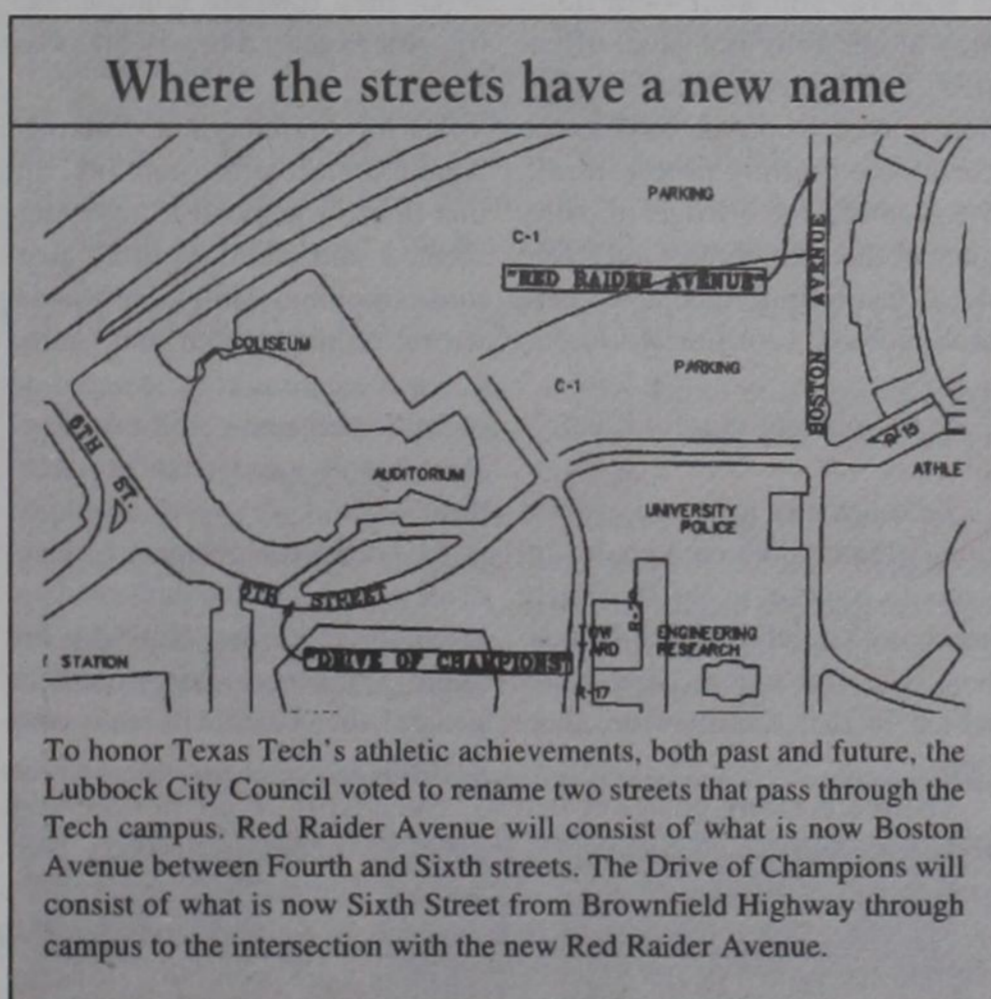 Where the streets have a new name
PARKING
C-1
"RED RAIDER AVENUE"
BOSTON AVENUE
COLISEUM
PARKING
C-1
6TH
ST.
AUDITORIUM
ATHLE
UNIVERSITY
POLICE
6TH STREET
STATION
"DRIVE OF CHAMPIONS"
TOW
YARD
ENGINEERING
RESEARCH
R-17
To honor Texas Tech's athletic achievements, both past and future, the
Lubbock City Council voted to rename two streets that pass through the
Tech campus. Red Raider Avenue will consist of what is now Boston
Avenue between Fourth and Sixth streets. The Drive of Champions will
consist of what is now Sixth Street from Brownfield Highway through
campus to the intersection with the new Red Raider Avenue.